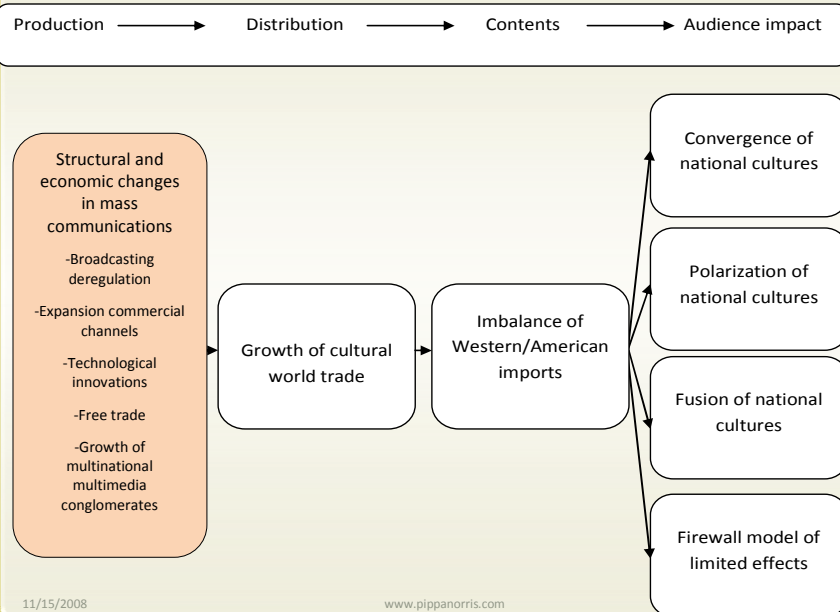 Production
Distribution
Contents
Audience impact
Structural and
economic changes
in mass
communications
-Broadcasting
deregulation
-Expansion commercial
channels
-Technological
innovations
-Free trade
-Growth of
multinational
multimedia
conglomerates
Growth of cultural
world trade
Imbalance of
Western/American
imports
Convergence of
national cultures
Polarization of
national cultures
Fusion of national
cultures
Firewall model of
limited effects
11/15/2008
www.pippanorris.com